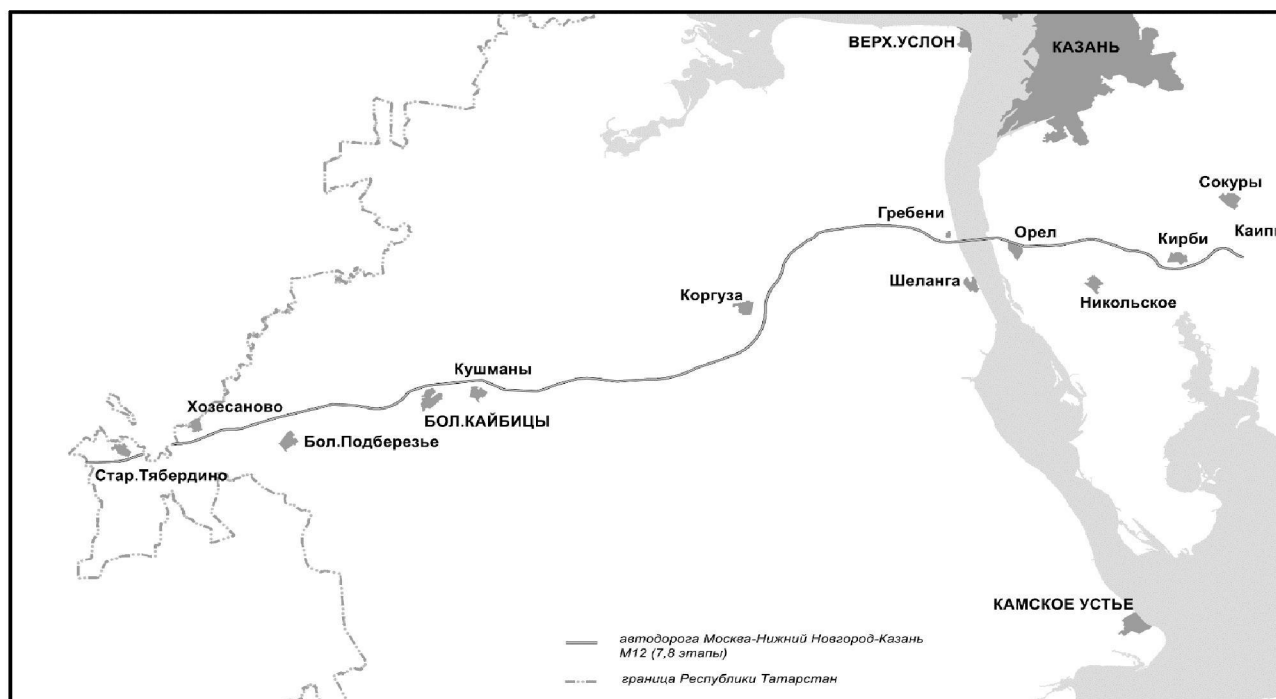 ВЕРХ.УСЛОН
КАЗАНЬ
Сокуры
Гребени
Орел
Кирби
Каипы
Шеланга
Никольское
Коргуза
Кушманы
Хозесаново
БОЛ.КАЙБИЦЫ
Бол.Подберезье
Стар.Тябердино
КАМСКОЕ УСТЬЕ
автодорога Москва-Нижний Новгород-Казань
М12 (7,8 этапы)
граница Республики Татарстан